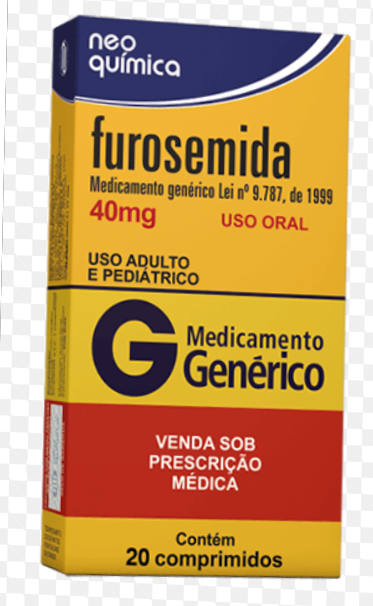 neo
química
furosemida
Medicamento genérico Lei nº 9.787, de 1999
40mg
USO ORAL
USO ADULTO
E PEDIÁTRICO
G
Medicamento
Genérico
VENDA SOB
PRESCRIÇÃO
MÉDICA
Contém
20 comprimidos